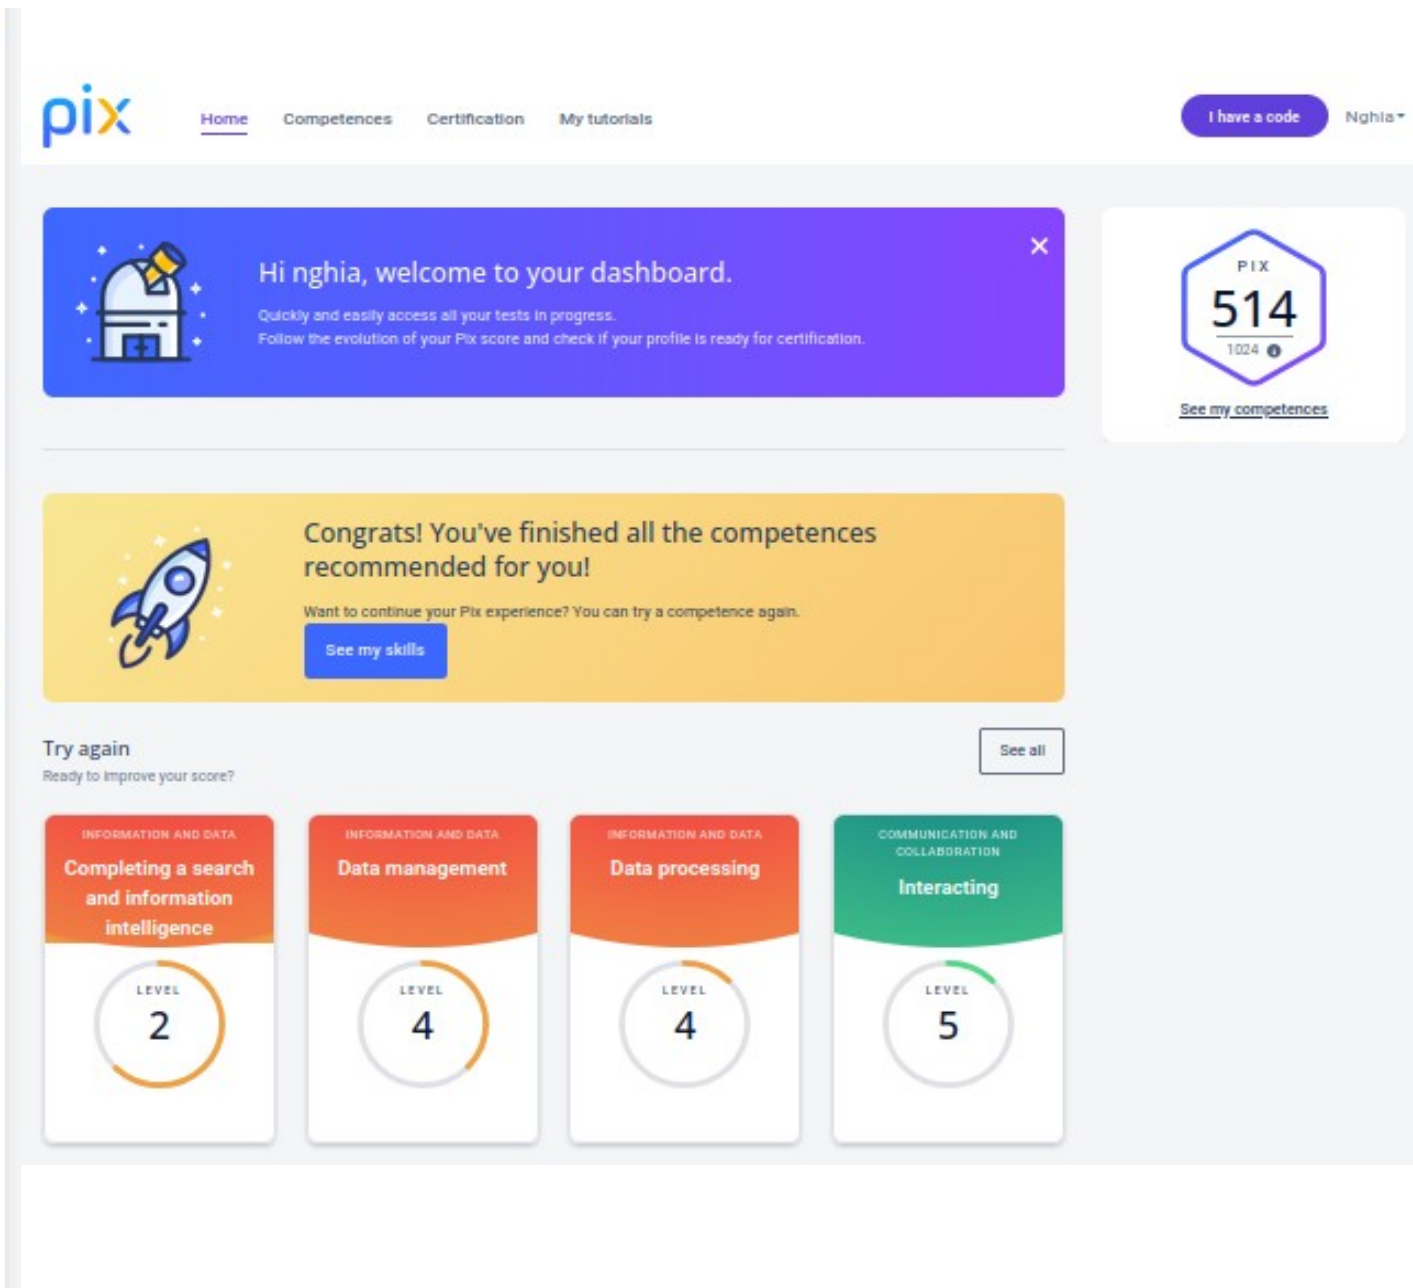 pix
Home Competences Certification My tutorials
I have a code
Nghia
Hi nghia, welcome to your dashboard.
Quickly and easily access all your tests in progress.
Follow the evolution of your Pix score and check if your profile is ready for certification.
PIX
514
1024
See my competences
Congrats! You've finished all the competences
recommended for you!
Want to continue your Pix experience? You can try a competence again.
See my skills
Try again
Ready to improve your score?
See all
INFORMATION AND DATA
Completing a search
and information
intelligence
LEVEL
2
INFORMATION AND DATA
Data management
LEVEL
4
INFORMATION AND DATA
Data processing
LEVEL
4
COMMUNICATION AND
COLLABORATION
Interacting
LEVEL
5